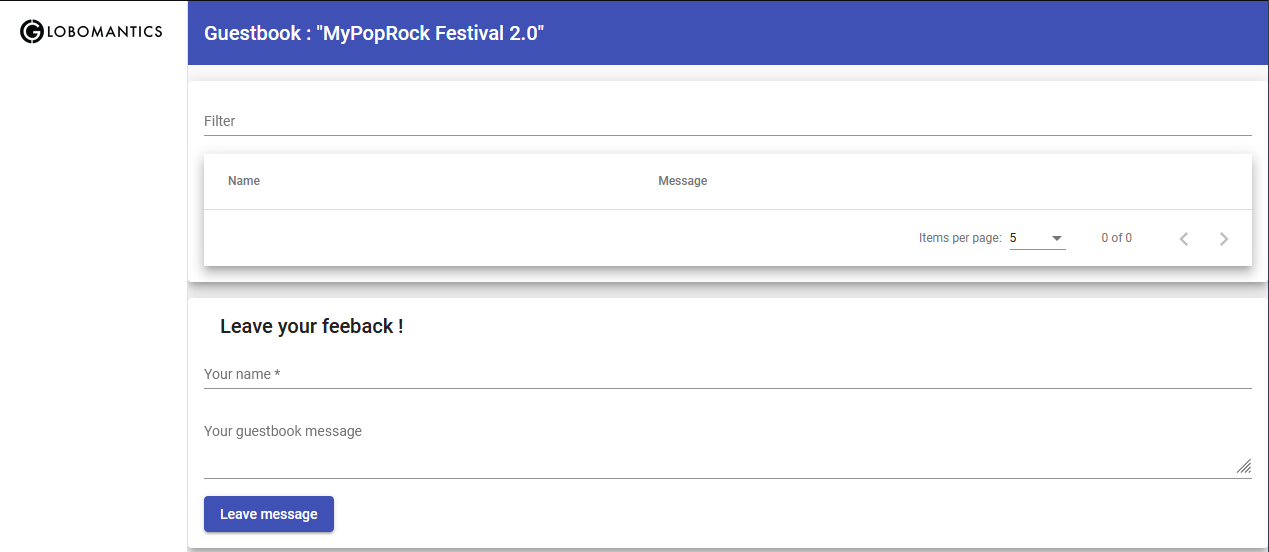 GLOBOMANTICS
Guestbook : "MyPopRock Festival 2.0"
Filter
Name Message
Items per page: 5 0 of 0
Leave your feeback !
Your name *
Your guestbook message
Leave message